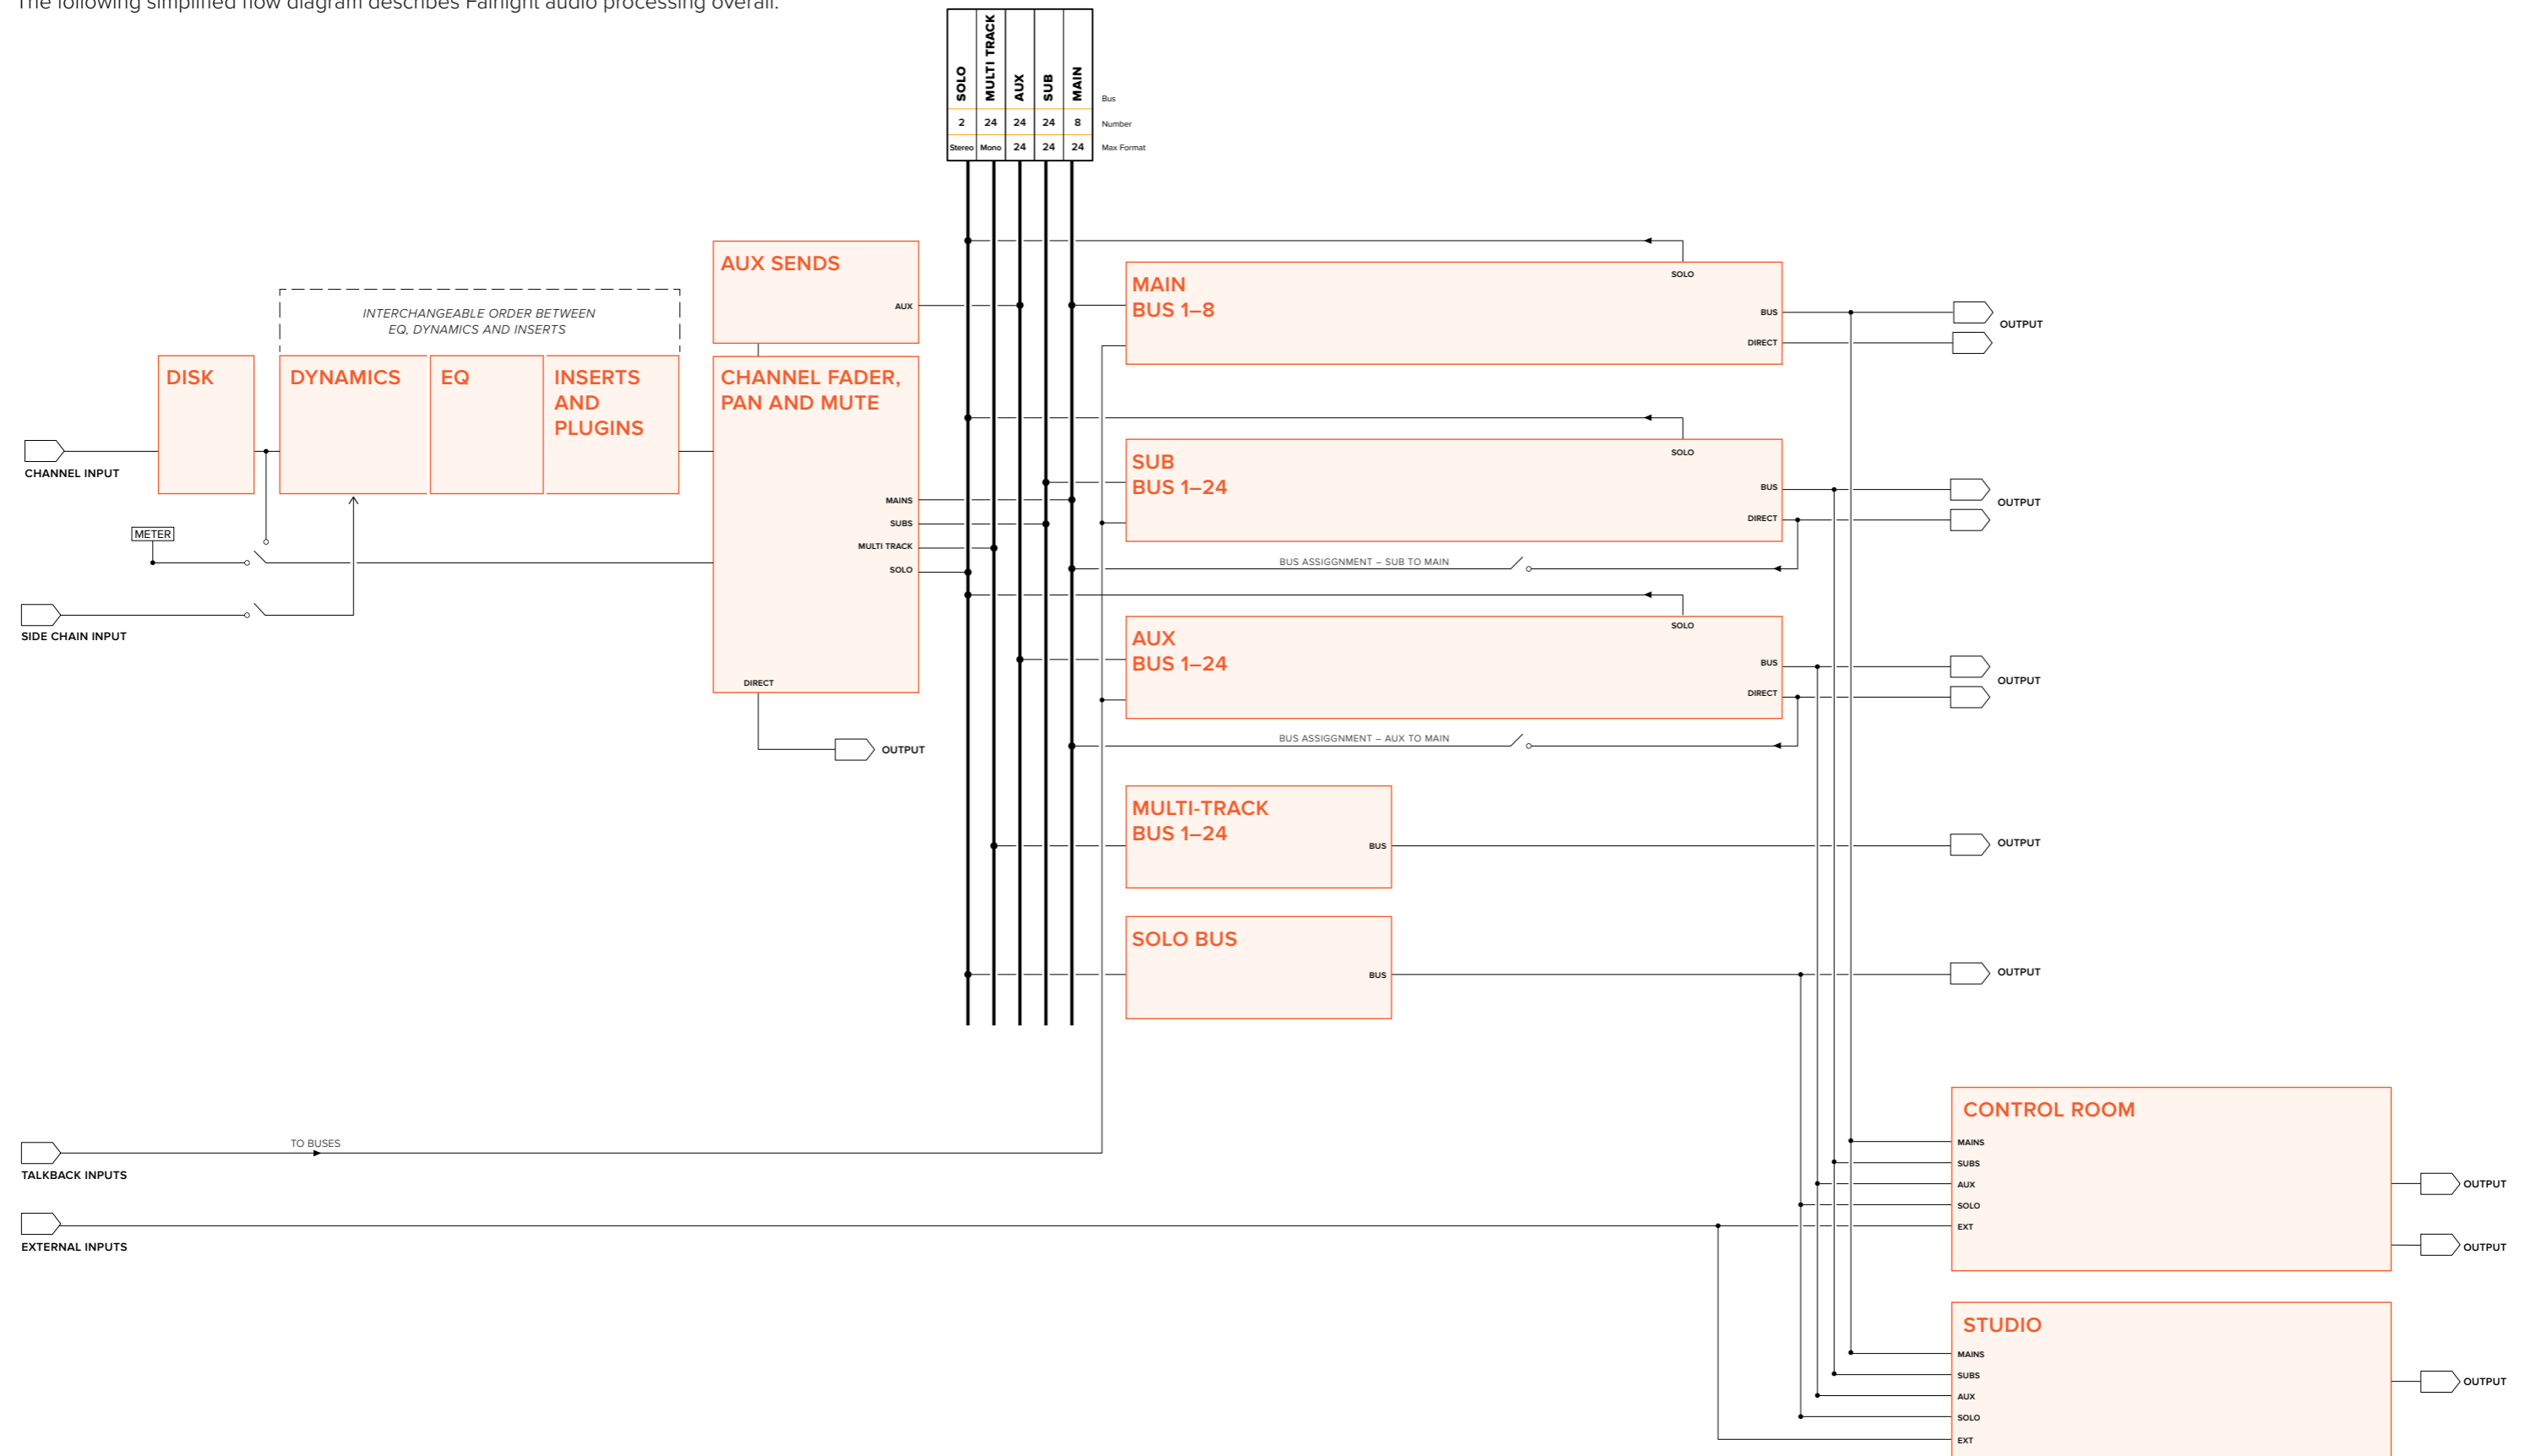 The following simplified flow diagram describes Fairlight audio processing overall.
SOLO
MULTI TRACK
AUX
SUB
MAIN
Bus
2
24
24
24
8
Number
Stereo
Mono
24
24
24
Max Format
AUX SENDS
AUX
INTERCHANGEABLE ORDER BETWEEN
EQ, DYNAMICS AND INSERTS
DISK
DYNAMICS
EQ
INSERTS
AND
PLUGINS
CHANNEL FADER,
PAN AND MUTE
MAINS
SUBS
MULTI TRACK
SOLO
DIRECT
OUTPUT
CHANNEL INPUT
METER
SIDE CHAIN INPUT
MAIN
BUS 1–8
SOLO
BUS
DIRECT
OUTPUT
SUB
BUS 1–24
SOLO
BUS
DIRECT
OUTPUT
BUS ASSIGGNMENT – SUB TO MAIN
AUX
BUS 1–24
SOLO
BUS
DIRECT
OUTPUT
BUS ASSIGGNMENT – AUX TO MAIN
MULTI-TRACK
BUS 1–24
BUS
OUTPUT
SOLO BUS
BUS
OUTPUT
TO BUSES
TALKBACK INPUTS
EXTERNAL INPUTS
CONTROL ROOM
MAINS
SUBS
AUX
SOLO
EXT
OUTPUT
OUTPUT
STUDIO
MAINS
SUBS
AUX
SOLO
EXT
OUTPUT